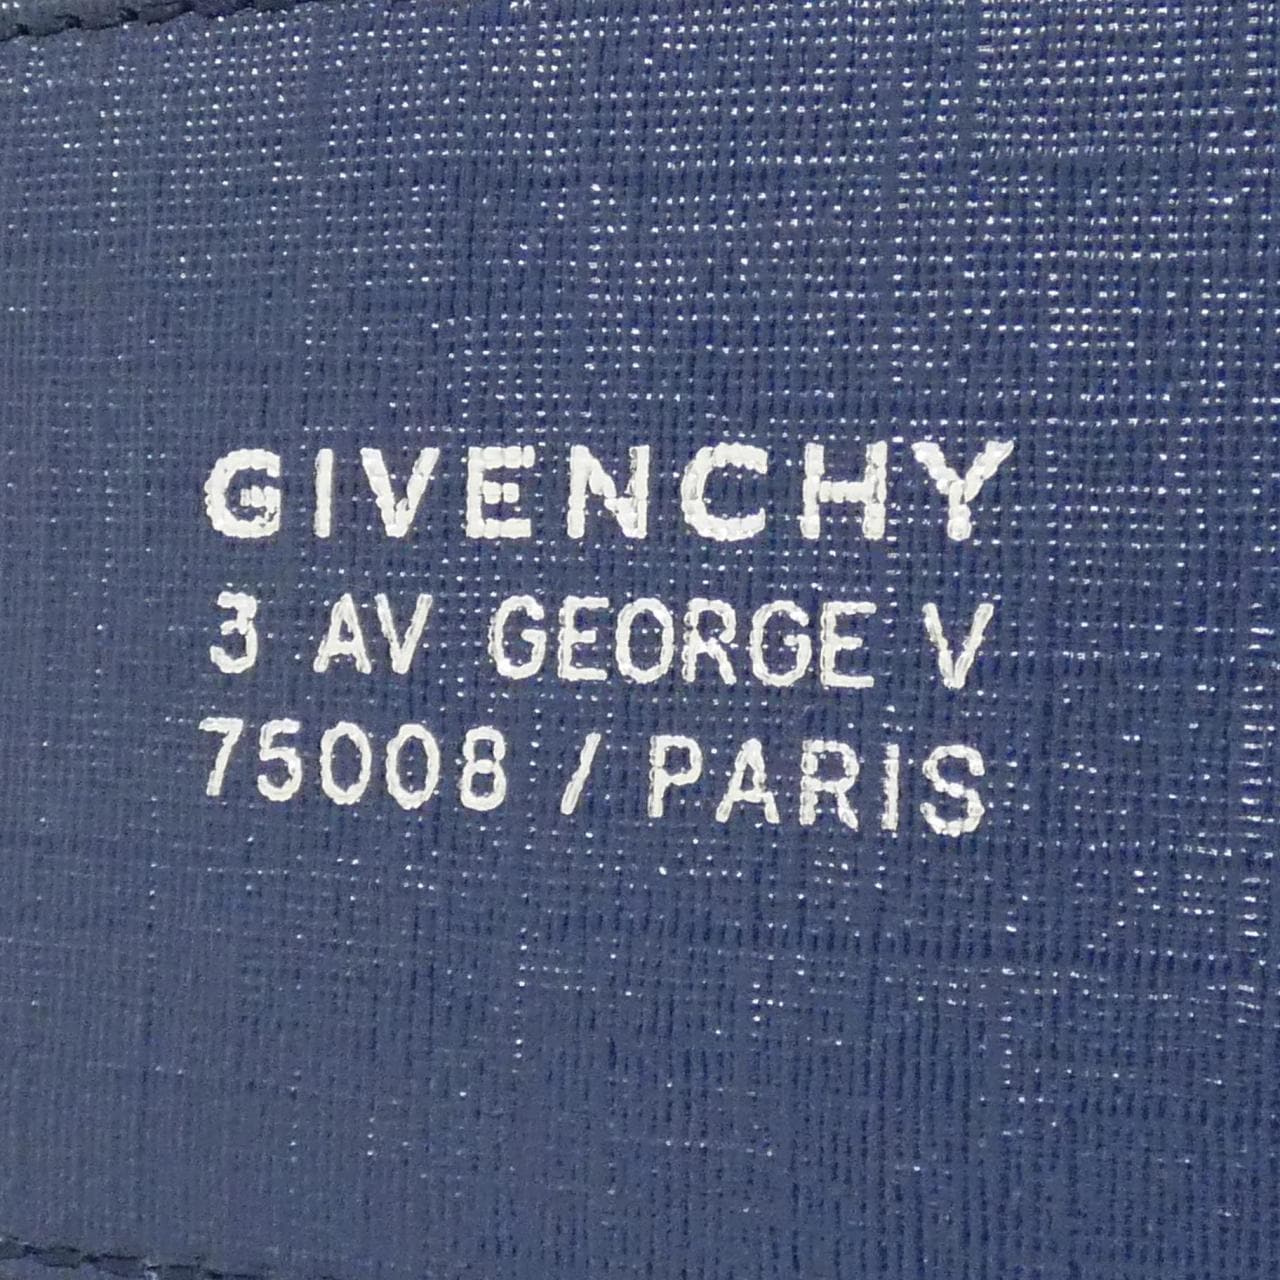 GIVENCHY
3 AV GEORGE V
75008 / PARIS